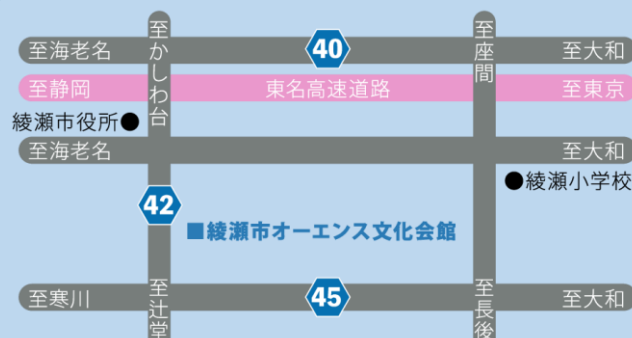 至かしわ台
至座間
至海老名
40
至大和
至静岡
東名高速道路
至東京
綾瀬市役所●
至海老名
至大和
●綾瀬小学校
42
■綾瀬市オーエンス文化会館
至寒川
至辻堂
45
至長後
至大和